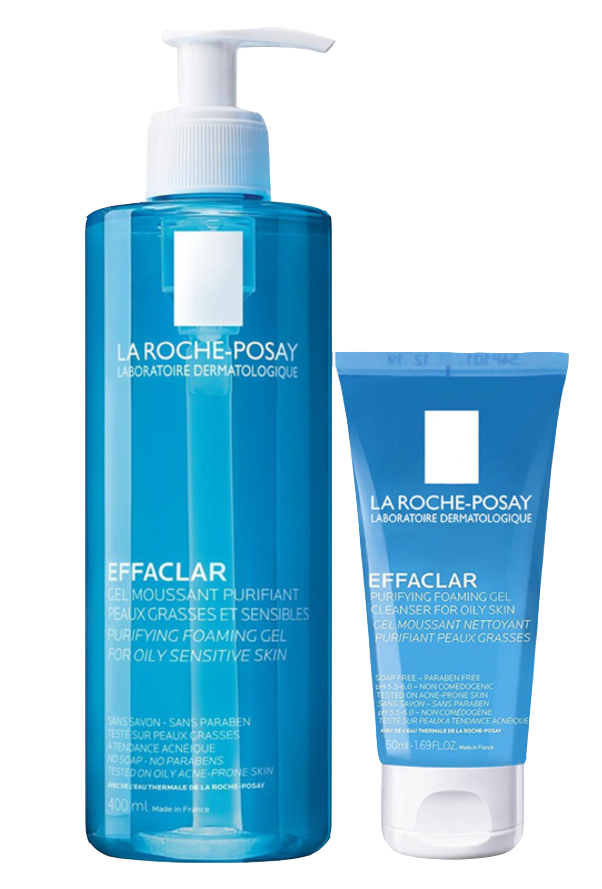 LA ROCHE-POSAY
LABORATOIRE DERMATOLOGIQUE
EFFACLAR
GEL MOUSSANT PURIFIANT
PEAUX GRASSES ET SENSIBLES
PURIFYING FOAMING GEL
FOR OILY SENSITIVE SKIN
SANS SAVON - SANS PARABEN
TESTÉ SUR PEAUX GRASSES
À TENDANCE ACNÉIQUE
NO SOAP - NO PARABENS
TESTED ON OILY ACNE-PRONE SKIN
AVEC DE L'EAU THERMALE DE LA ROCHE-POSAY
400 ml Made in France
12 19
LA ROCHE-POSAY
LABORATOIRE DERMATOLOGIQUE
EFFACLAR
PURIFYING FOAMING GEL
CLEANSER FOR OILY SKIN
GEL MOUSSANT NETTOYANT
PURIFIANT PEAUX GRASSES
SOAP FREE – PARABEN FREE
pH 5.5-6.0 – NON COMEDOGENIC
TESTED ON ACNE-PRONE SKIN
SANS SAVON – SANS PARABEN
pH 5.5-6.0 – NON COMÉDOGÈNE
TESTÉ SUR PEAUX À TENDANCE ACNÉIQUE
AVEC DE L'EAU THERMALE DE LA ROCHE-POSAY
50ml-1.69FL.OZ. Made in France